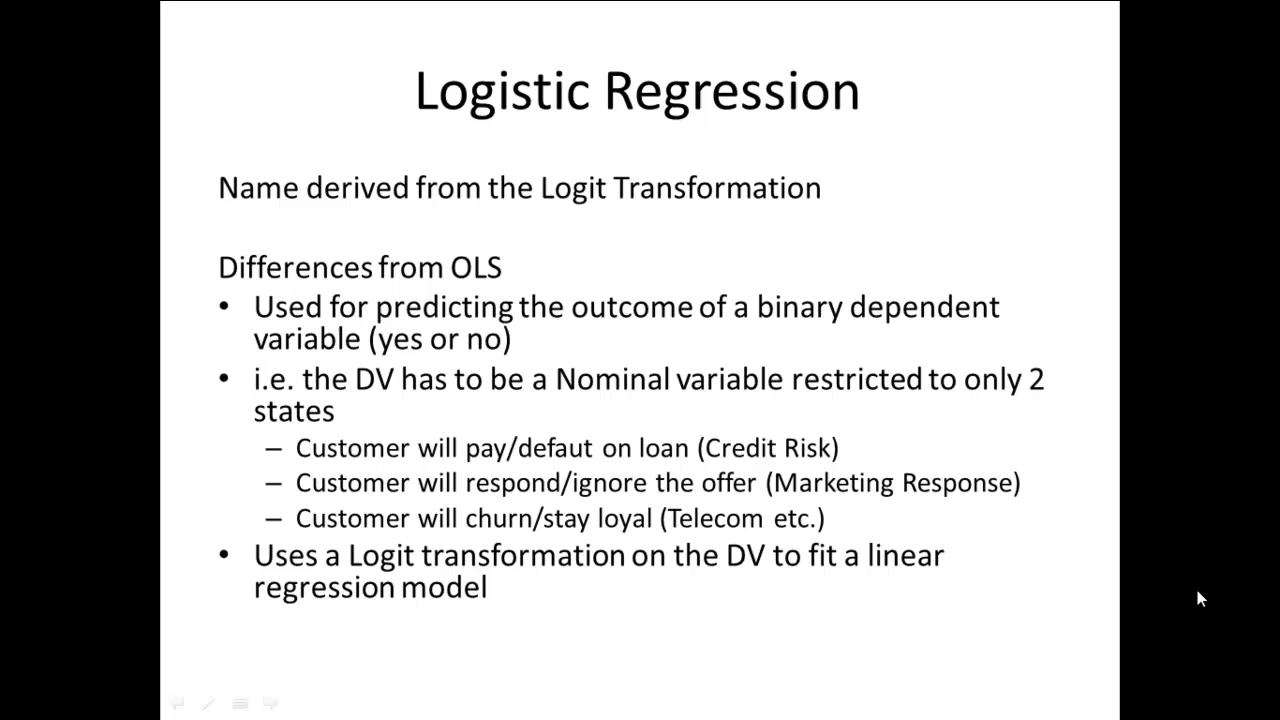 Logistic Regression
Name derived from the Logit Transformation
Differences from OLS
• Used for predicting the outcome of a binary dependent
variable (yes or no)
• i.e. the DV has to be a Nominal variable restricted to only 2
states
– Customer will pay/defaut on loan (Credit Risk)
– Customer will respond/ignore the offer (Marketing Response)
– Customer will churn/stay loyal (Telecom etc.)
• Uses a Logit transformation on the DV to fit a linear
regression model